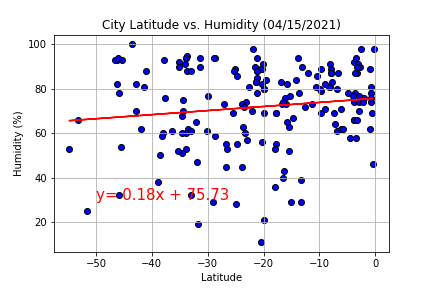 City Latitude vs. Humidity (04/15/2021)
100
80
60
40
20
Humidity (%)
y= 0.18x + 75.73
−50 −40 −30 −20 −10 0
Latitude